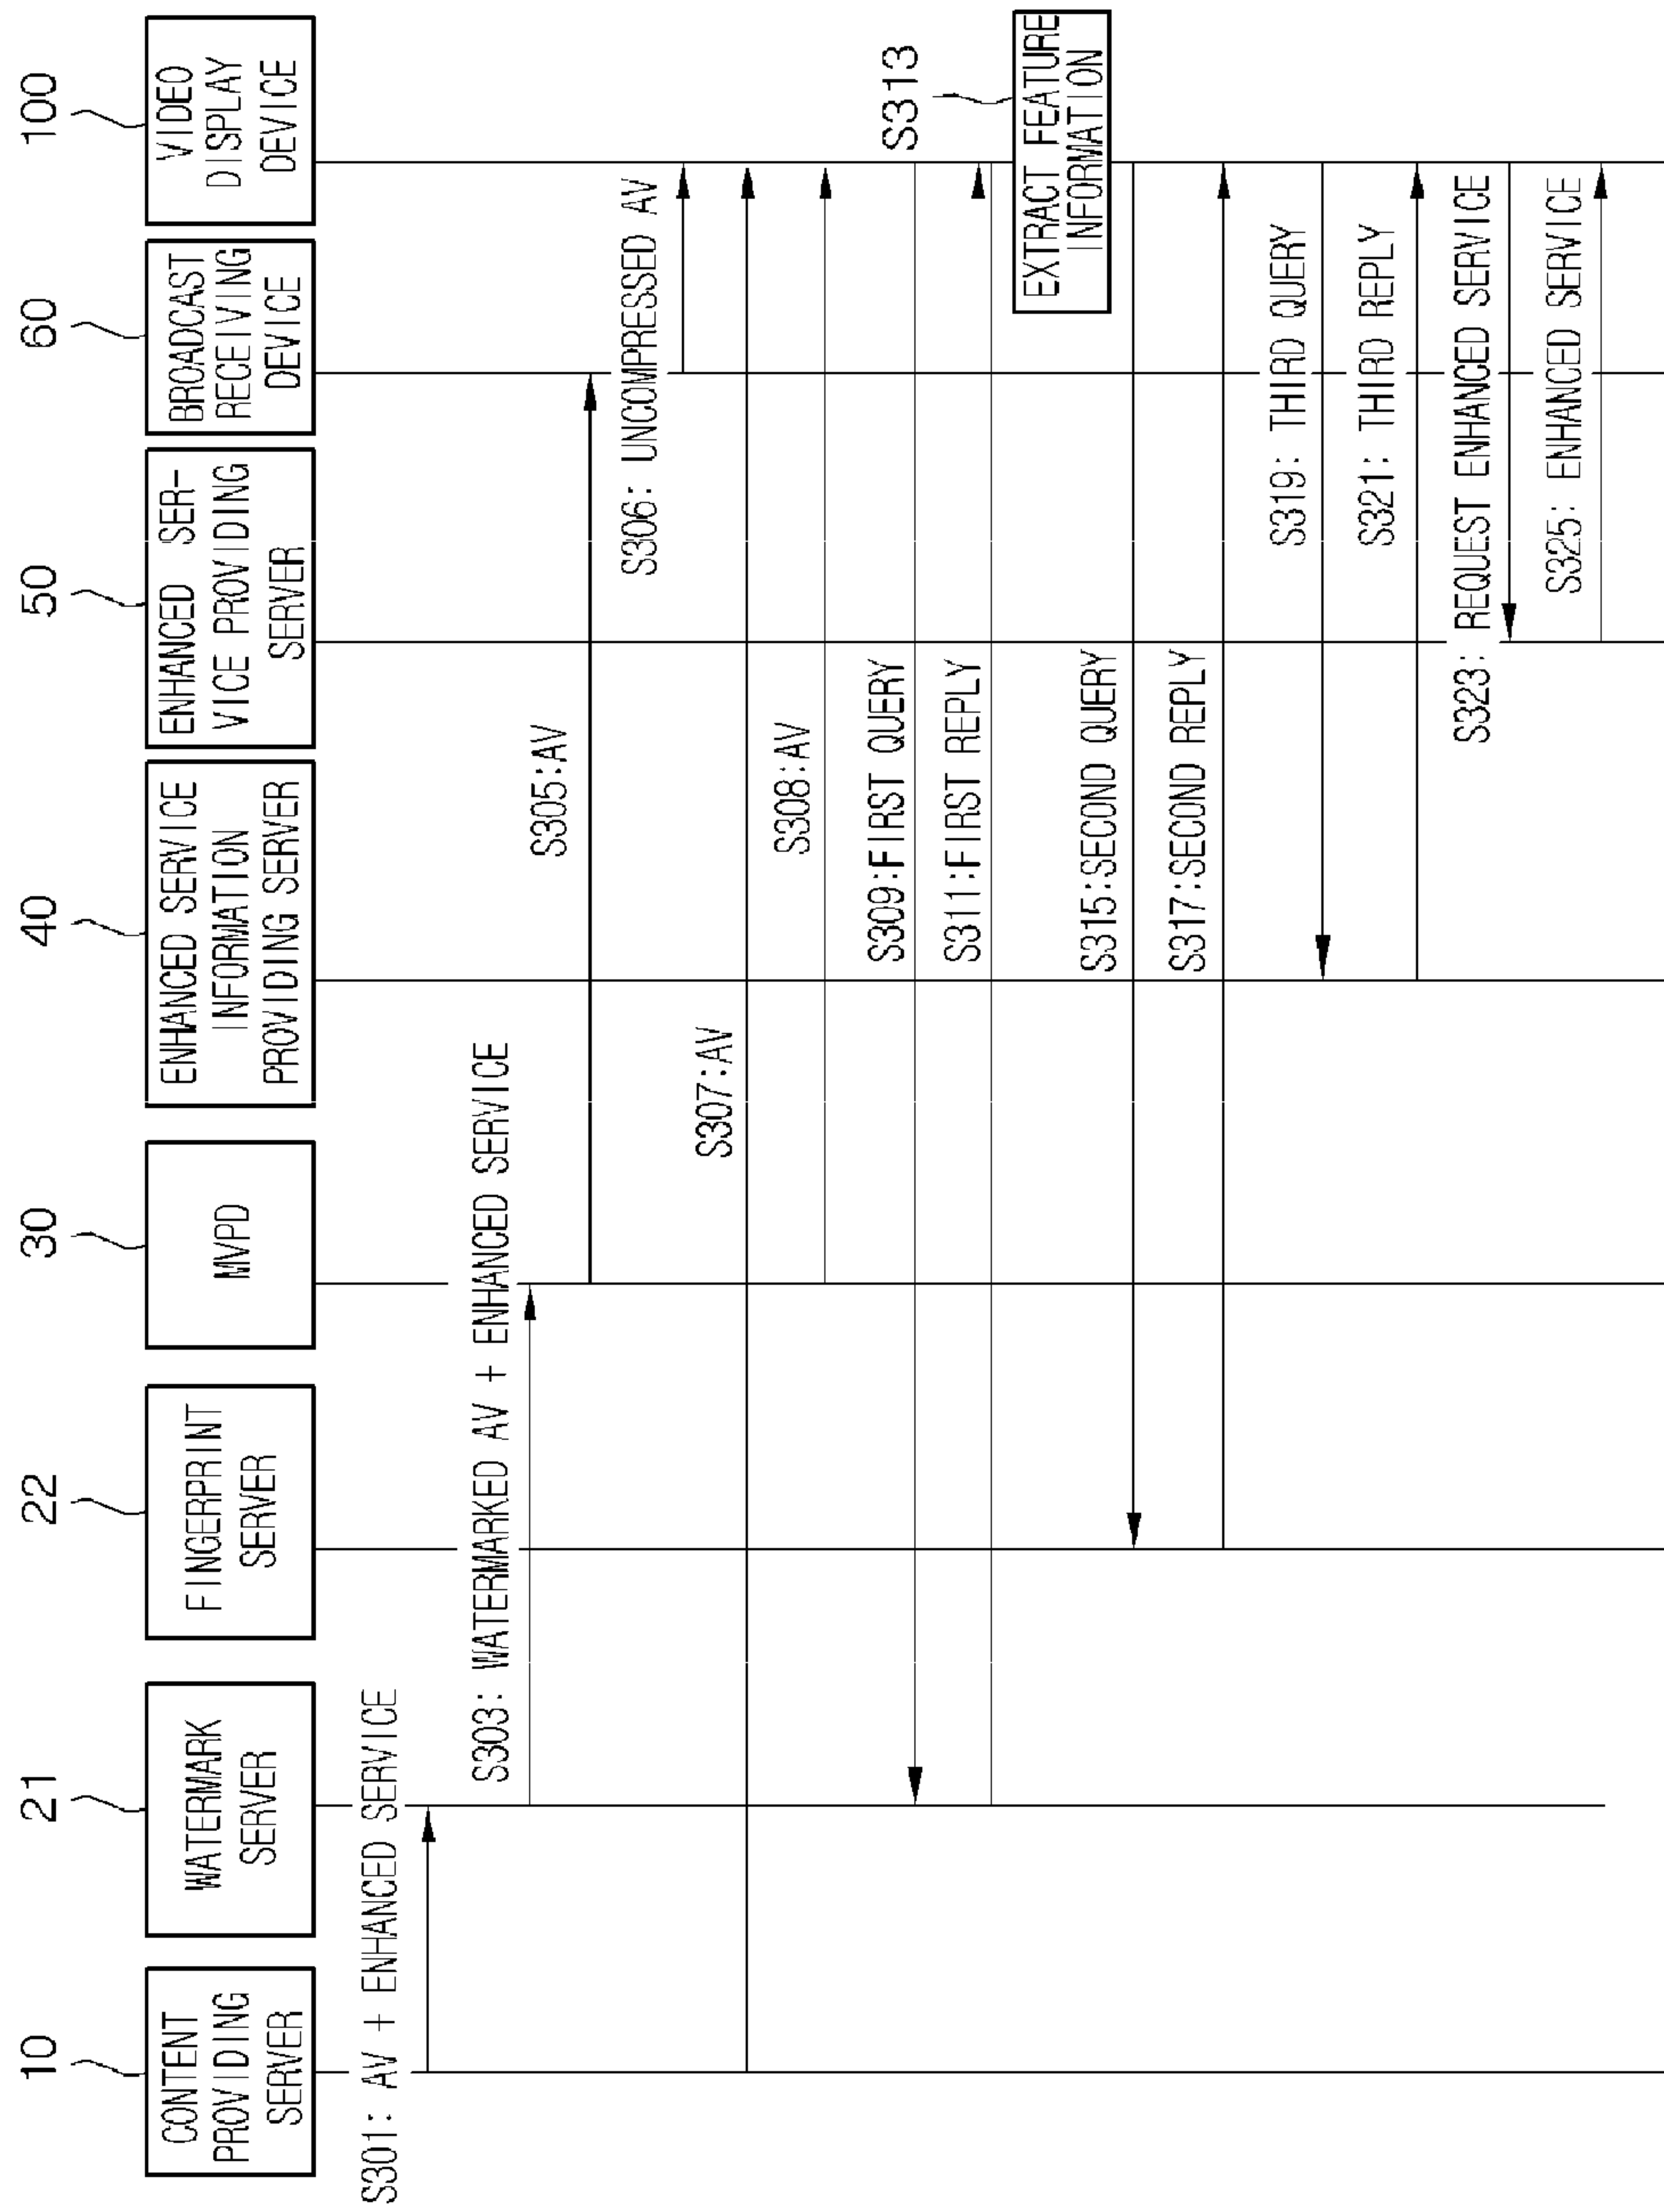 10
21
22
30
40
50
60
100
CONTENT
PROVIDING
SERVER
WATERMARK
SERVER
FINGERPRINT
SERVER
MVPD
ENHANCED SERVICE
INFORMATION
PROVIDING SERVER
ENHANCED SER-
VICE PROVIDING
SERVER
BROADCAST
RECEIVING
DEVICE
VIDEO
DISPLAY
DEVICE
S301: AV + ENHANCED SERVICE
S303: WATERMARKED AV + ENHANCED SERVICE
S305:AV
S306: UNCOMPRESSED AV
S307:AV
S308:AV
S309:FIRST QUERY
S311:FIRST REPLY
S313
EXTRACT FEATURE
INFORMATION
S315:SECOND QUERY
S317:SECOND REPLY
S319: THIRD QUERY
S321: THIRD REPLY
S323: REQUEST ENHANCED SERVICE
S325: ENHANCED SERVICE